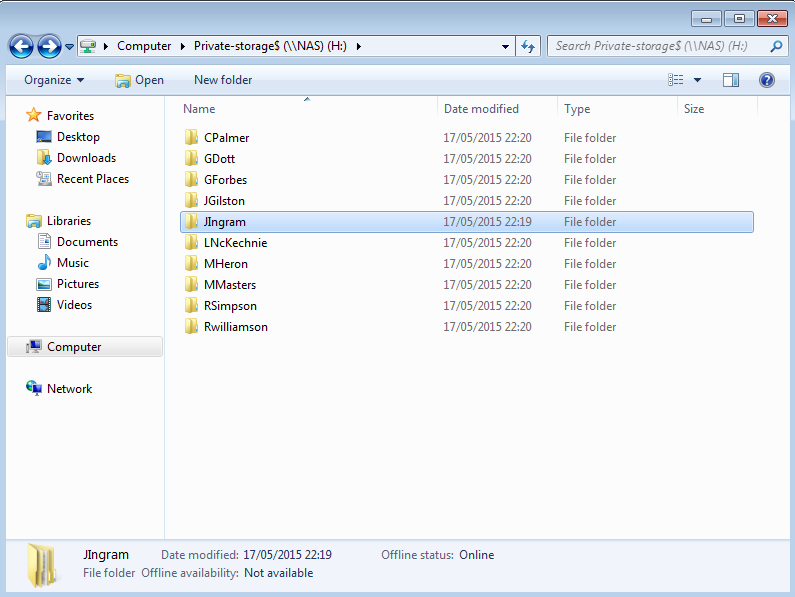 Computer ▸ Private-storage$ (\\NAS) (H:) ▸ Search Private-storage$ (\\NAS) (H:)
Organize Open New folder
Name Date modified Type Size
Favorites
Desktop
Downloads
Recent Places
Libraries
Documents
Music
Pictures
Videos
Computer
Network
CPalmer 17/05/2015 22:20 File folder
GDott 17/05/2015 22:20 File folder
GForbes 17/05/2015 22:20 File folder
JGilston 17/05/2015 22:20 File folder
JIngram 17/05/2015 22:19 File folder
LNcKechnie 17/05/2015 22:20 File folder
MHeron 17/05/2015 22:20 File folder
MMasters 17/05/2015 22:20 File folder
RSimpson 17/05/2015 22:20 File folder
Rwilliamson 17/05/2015 22:20 File folder
JIngram Date modified: 17/05/2015 22:19 Offline status: Online
File folder Offline availability: Not available